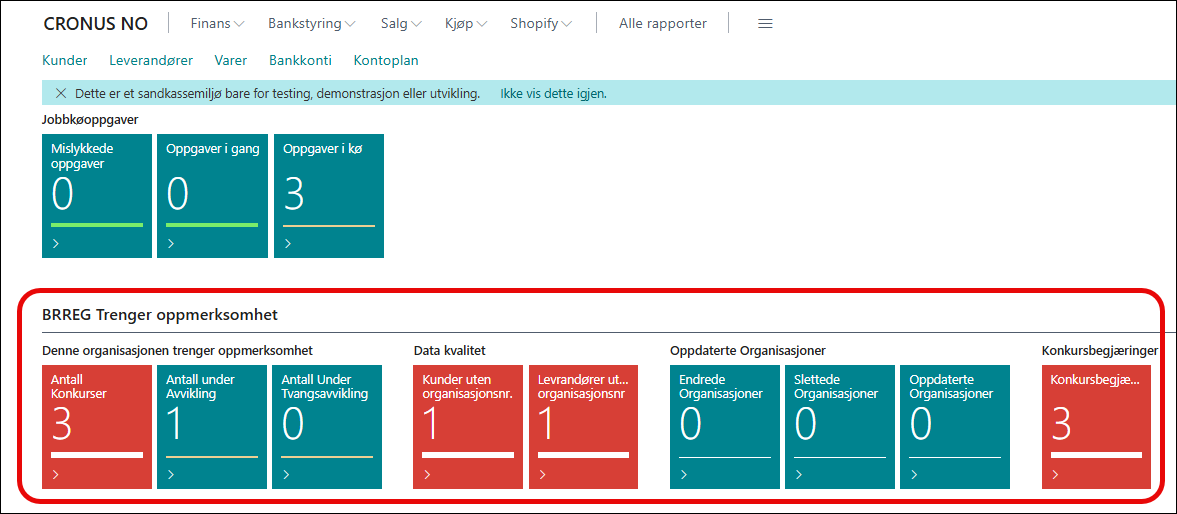 CRONUS NO Finans Bankstyring Salg Kjøp Shopify Alle rapporter
Kunder Leverandører Varer Bankkonti Kontoplan
Dette er et sandkassemiljø bare for testing, demonstrasjon eller utvikling. Ikke vis dette igjen.
Jobbkøoppgaver
Mislykkede oppgaver
0
Oppgaver i gang
0
Oppgaver i kø
3
BRREG Trenger oppmerksomhet
Denne organisasjonen trenger oppmerksomhet
Antall
Konkurser
3
Antall under
Avvikling
1
Antall Under
Tvangsavvikling
0
Data kvalitet
Kunder uten
organisasjonsnr.
1
Levrandører ut...
organisasjonsnr
1
Oppdaterte Organisasjoner
Endrede
Organisasjoner
0
Slettede
Organisasjoner
0
Oppdaterte
Organisasjoner
0
Konkursbegjæringer
Konkursbegjæ...
3